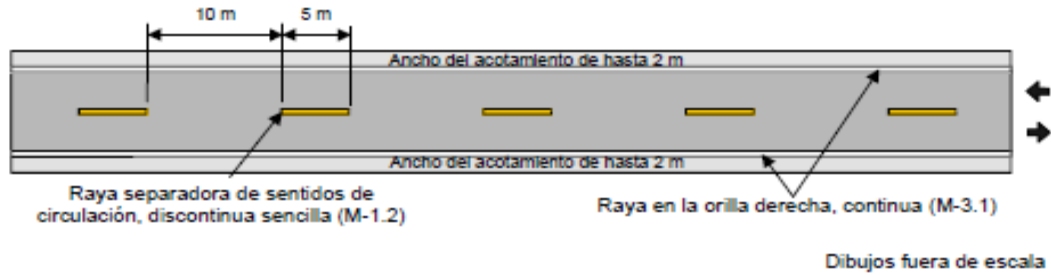 10 m
5 m
Ancho del acotamiento de hasta 2 m
Ancho del acotamiento de hasta 2 m
Raya separadora de sentidos de
circulación, discontinua sencilla (M-1.2)
Raya en la orilla derecha, continua (M-3.1)
Dibujos fuera de escala